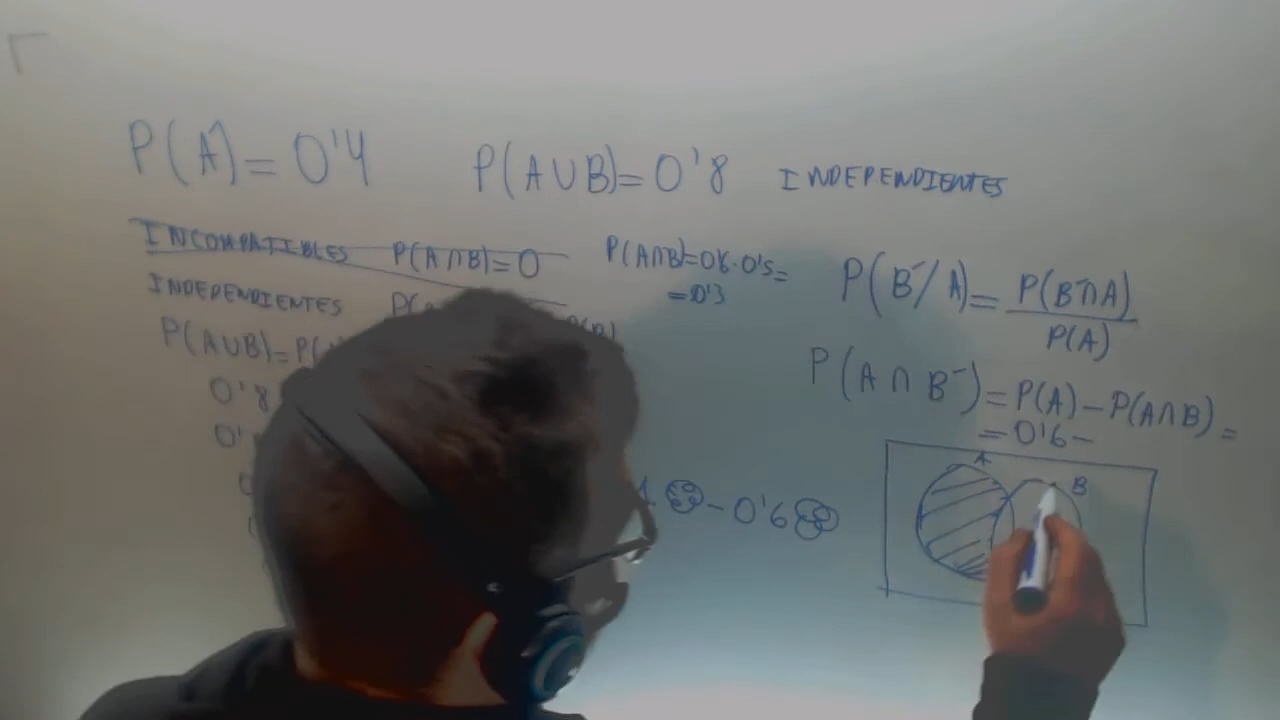 P(A̅)=0'4 P(A∪B)=0'8 INDEPENDIENTES
INCOMPATIBLES P(A∩B)=0
INDEPENDIENTES
P(A∪B)=P(
0'8
0'
P(A∩B)=0'6·0'5=
=0'3
P(B̅/A)=P(B̅∩A)
P(A)
P(A∩B̅)=P(A)-P(A∩B)=
=0'6-
-0'6
A
B